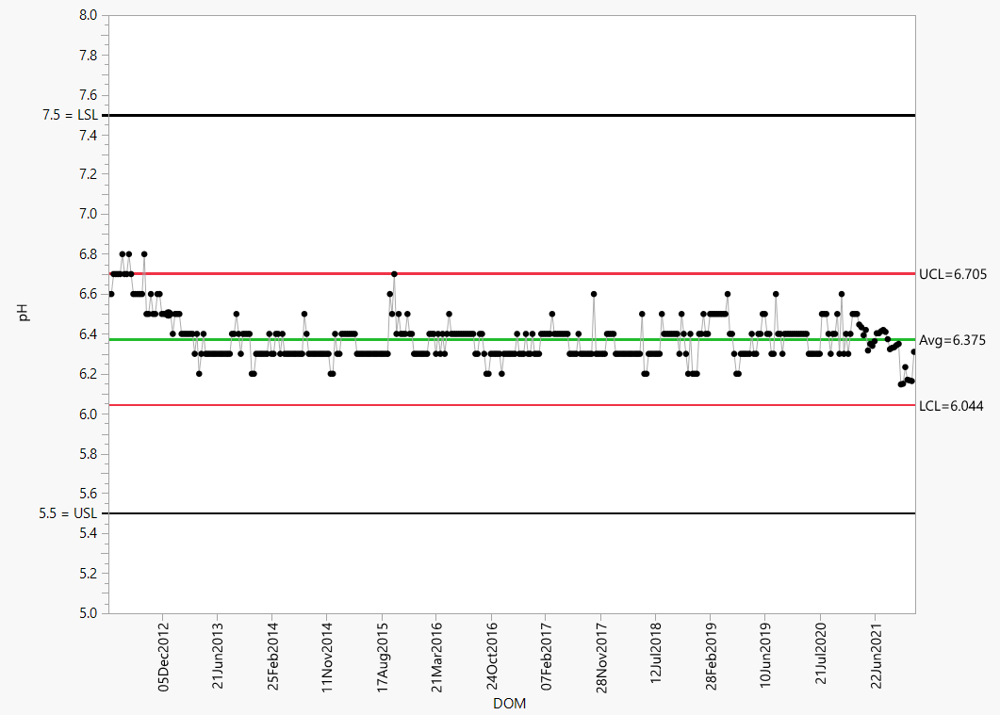 8.0
7.8
7.6
7.5 = LSL
7.4
7.2
7.0
6.8
UCL=6.705
6.6
6.4
Avg=6.375
6.2
LCL=6.044
6.0
5.8
5.6
5.5 = USL
5.4
5.2
5.0
pH
05Dec2012
21Jun2013
25Feb2014
11Nov2014
17Aug2015
21Mar2016
24Oct2016
07Feb2017
28Nov2017
12Jul2018
28Feb2019
10Jun2019
21Jul2020
22Jun2021
DOM